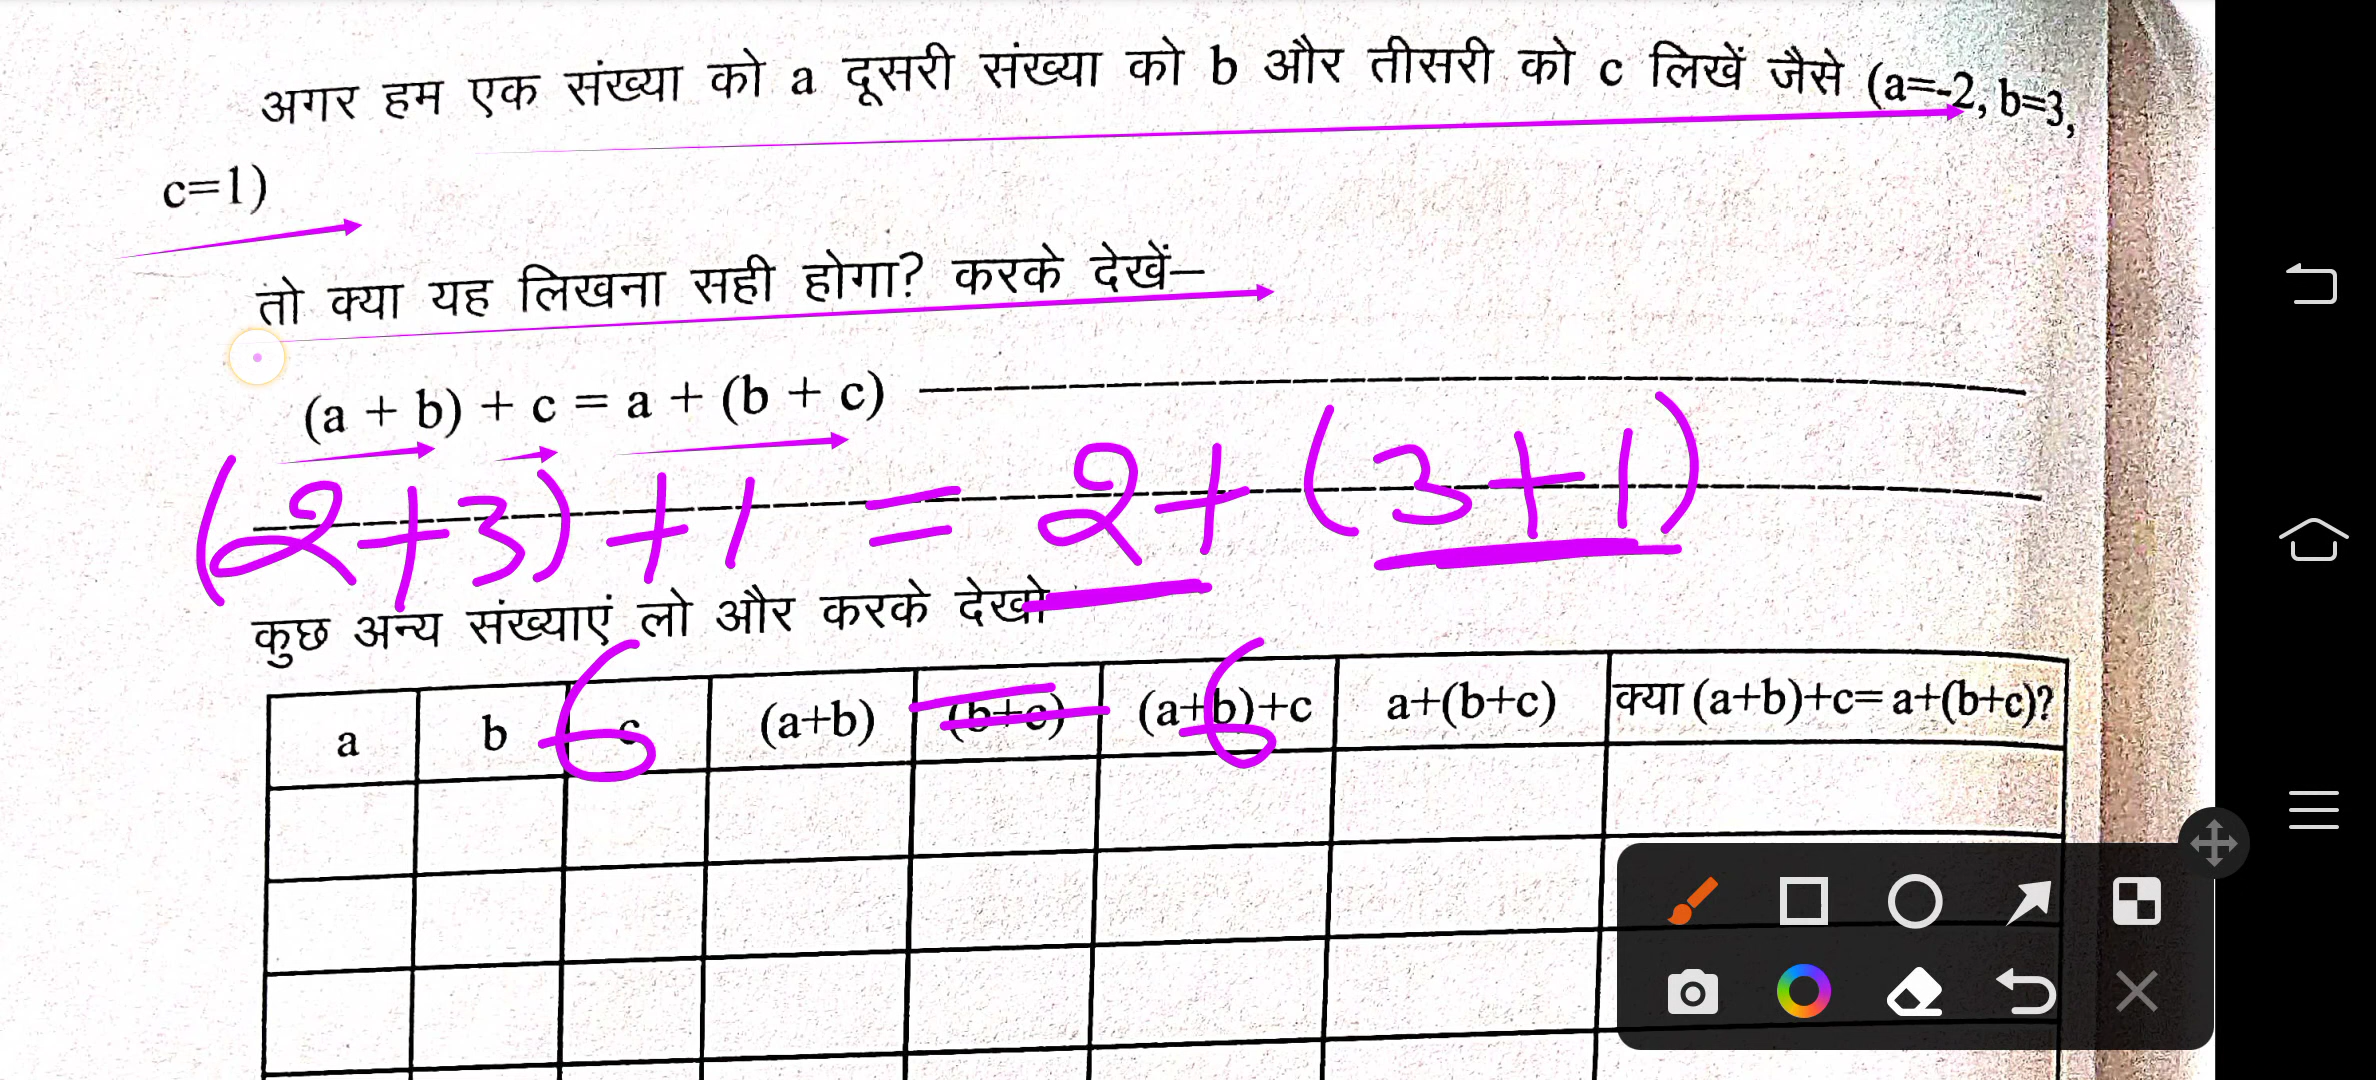 अगर हम एक संख्या को a दूसरी संख्या को b और तीसरी को c लिखें जैसे (a=-2, b=3,
c=1)
तो क्या यह लिखना सही होगा? करके देखें–
(a + b) + c = a + (b + c)
(2+3)+1 = 2+(3+1)
कुछ अन्य संख्याएं लो और करके देखो
6 6
a b c (a+b) (b+c) (a+b)+c a+(b+c) क्या (a+b)+c= a+(b+c)?